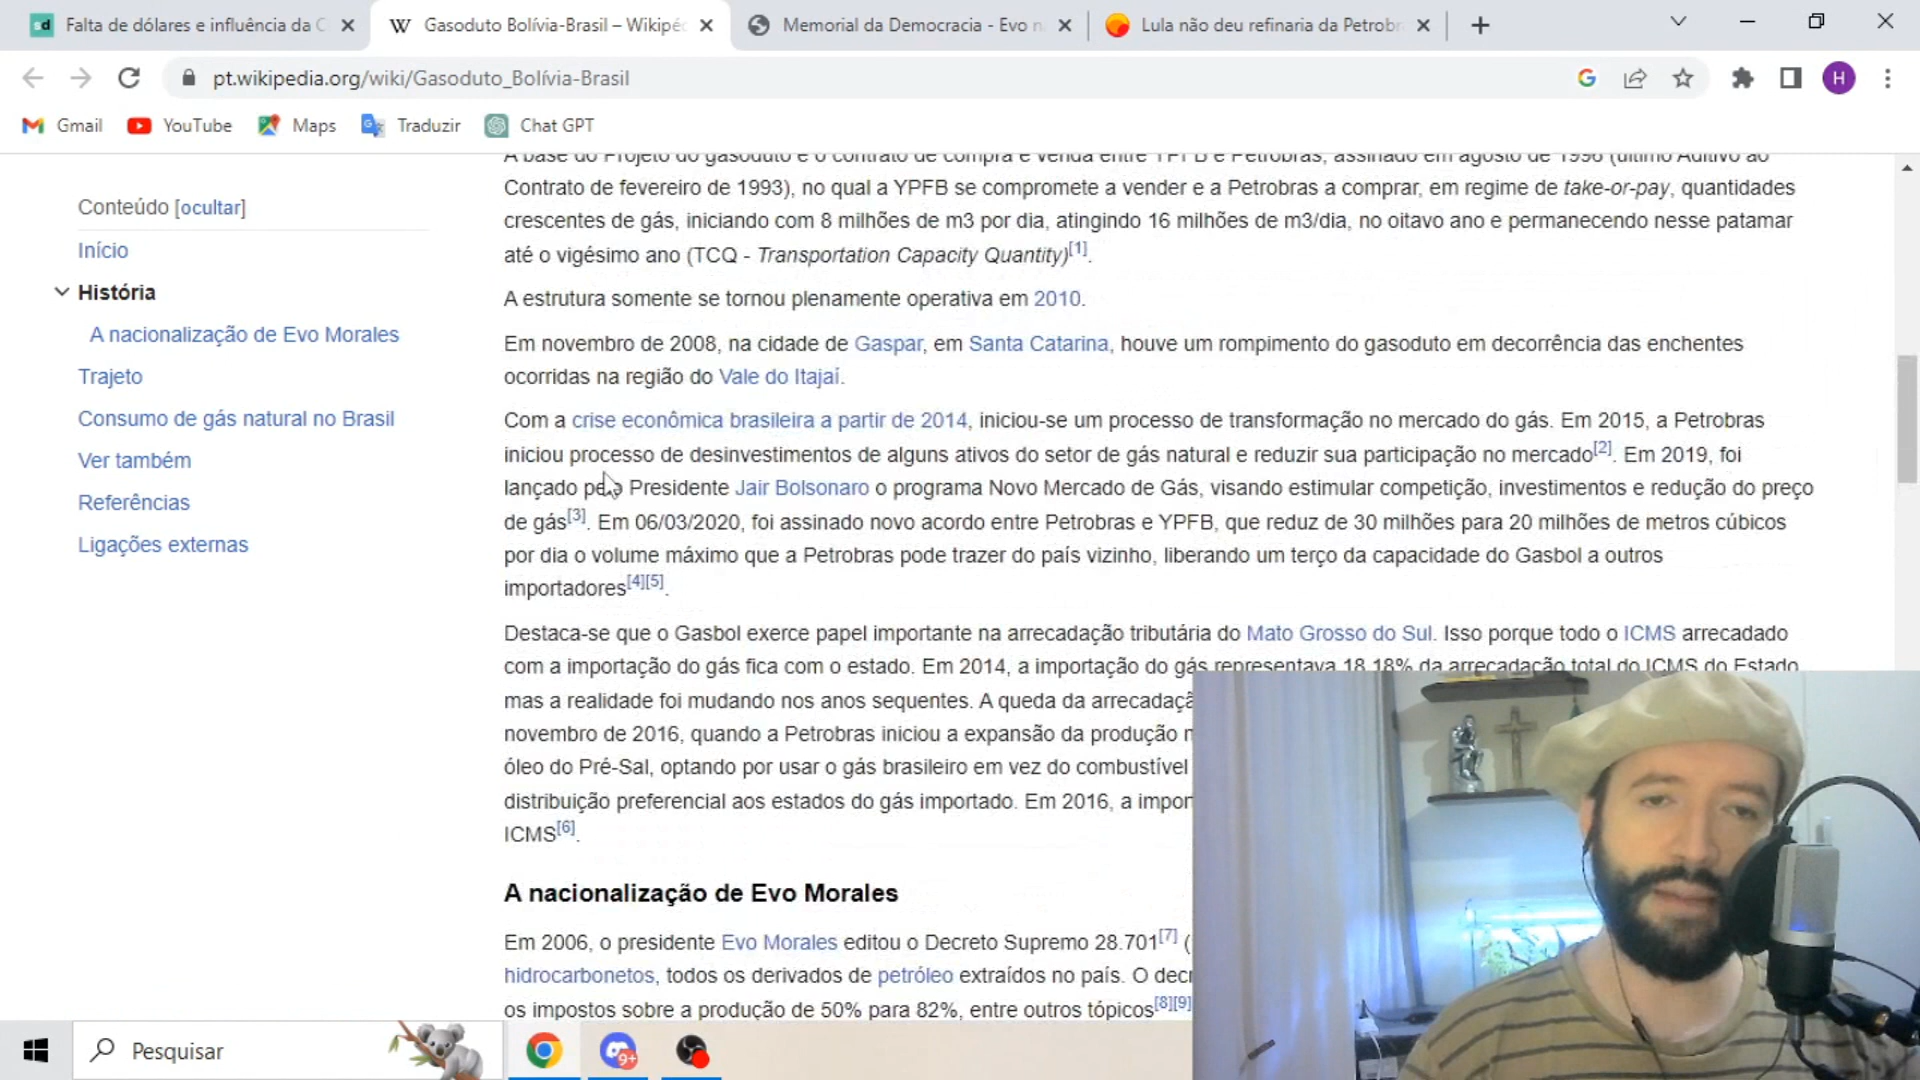 Falta de dólares e influência da C
Gasoduto Bolívia-Brasil – Wikipéd
Memorial da Democracia - Evo n
Lula não deu refinaria da Petrobr
pt.wikipedia.org/wiki/Gasoduto_Bolívia-Brasil
H
Gmail
YouTube
Maps
Traduzir
Chat GPT
A base do Projeto do gasoduto é o contrato de compra e venda entre YPFB e Petrobras, assinado em agosto de 1996 (último Aditivo ao
Contrato de fevereiro de 1993), no qual a YPFB se compromete a vender e a Petrobras a comprar, em regime de take-or-pay, quantidades
crescentes de gás, iniciando com 8 milhões de m3 por dia, atingindo 16 milhões de m3/dia, no oitavo ano e permanecendo nesse patamar
até o vigésimo ano (TCQ - Transportation Capacity Quantity)[1].
A estrutura somente se tornou plenamente operativa em 2010.
Em novembro de 2008, na cidade de Gaspar, em Santa Catarina, houve um rompimento do gasoduto em decorrência das enchentes
ocorridas na região do Vale do Itajaí.
Com a crise econômica brasileira a partir de 2014, iniciou-se um processo de transformação no mercado do gás. Em 2015, a Petrobras
iniciou processo de desinvestimentos de alguns ativos do setor de gás natural e reduzir sua participação no mercado[2]. Em 2019, foi
lançado pelo Presidente Jair Bolsonaro o programa Novo Mercado de Gás, visando estimular competição, investimentos e redução do preço
de gás[3]. Em 06/03/2020, foi assinado novo acordo entre Petrobras e YPFB, que reduz de 30 milhões para 20 milhões de metros cúbicos
por dia o volume máximo que a Petrobras pode trazer do país vizinho, liberando um terço da capacidade do Gasbol a outros
importadores[4][5].
Destaca-se que o Gasbol exerce papel importante na arrecadação tributária do Mato Grosso do Sul. Isso porque todo o ICMS arrecadado
com a importação do gás fica com o estado. Em 2014, a importação do gás representava 18,18% da arrecadação total do ICMS do Estado,
mas a realidade foi mudando nos anos sequentes. A queda da arrecadaçã
novembro de 2016, quando a Petrobras iniciou a expansão da produção n
óleo do Pré-Sal, optando por usar o gás brasileiro em vez do combustível
distribuição preferencial aos estados do gás importado. Em 2016, a impor
ICMS[6].
A nacionalização de Evo Morales
Em 2006, o presidente Evo Morales editou o Decreto Supremo 28.701[7] (
hidrocarbonetos, todos os derivados de petróleo extraídos no país. O decr
os impostos sobre a produção de 50% para 82%, entre outros tópicos[8][9]
Conteúdo [ocultar]
Início
História
A nacionalização de Evo Morales
Trajeto
Consumo de gás natural no Brasil
Ver também
Referências
Ligações externas
Pesquisar
9+